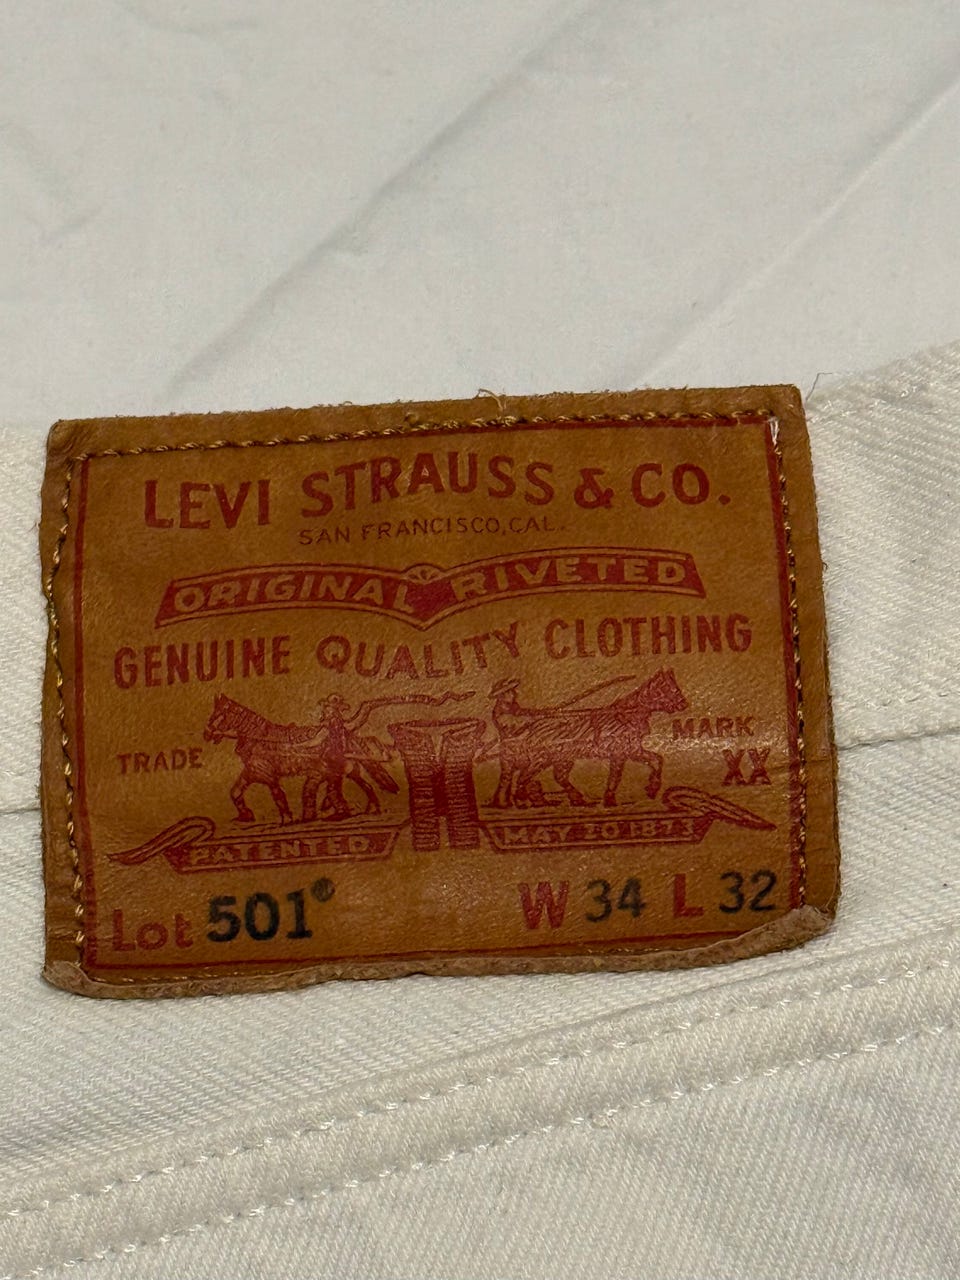 LEVI STRAUSS & CO.
SAN FRANCISCO, CAL.
ORIGINAL RIVETED
GENUINE QUALITY CLOTHING
TRADE MARK
XX
PATENTED MAY 20 1873
Lot 501® W 34 L 32